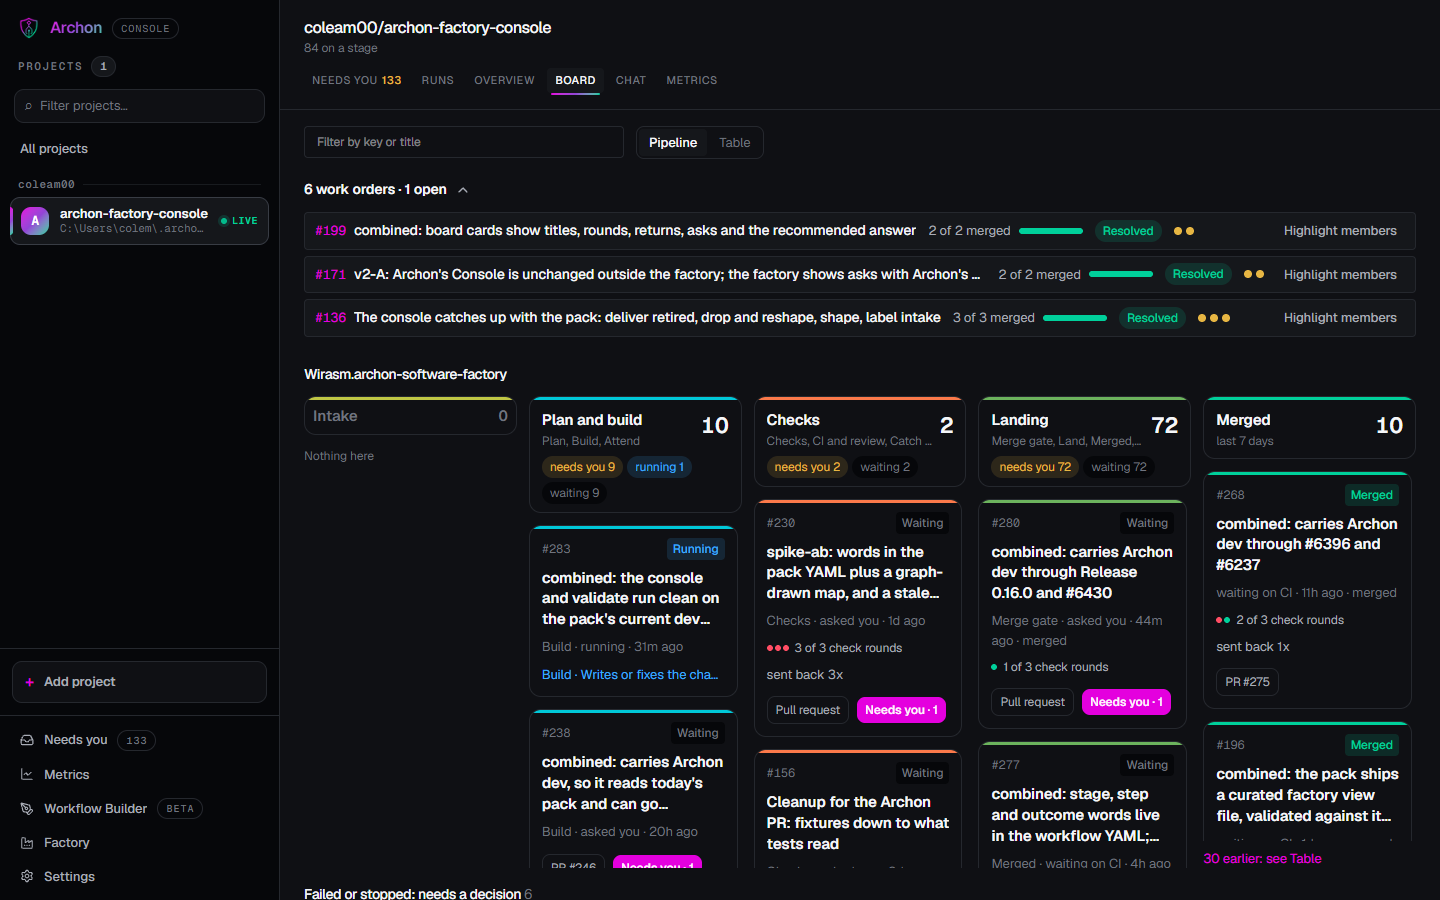 Archon CONSOLE
PROJECTS 1
Filter projects...
All projects
coleam00
A
archon-factory-console
C:\Users\colem\.archo...
LIVE
Add project
Needs you 133
Metrics
Workflow Builder BETA
Factory
Settings
coleam00/archon-factory-console
84 on a stage
NEEDS YOU 133 RUNS OVERVIEW BOARD CHAT METRICS
Filter by key or title
Pipeline Table
6 work orders · 1 open
#199 combined: board cards show titles, rounds, returns, asks and the recommended answer 2 of 2 merged Resolved Highlight members
#171 v2-A: Archon's Console is unchanged outside the factory; the factory shows asks with Archon's ... 2 of 2 merged Resolved Highlight members
#136 The console catches up with the pack: deliver retired, drop and reshape, shape, label intake 3 of 3 merged Resolved Highlight members
Wirasm.archon-software-factory
Intake 0
Nothing here
Plan and build 10
Plan, Build, Attend
needs you 9 running 1
waiting 9
#283 Running
combined: the console
and validate run clean on
the pack's current dev...
Build · running · 31m ago
Build · Writes or fixes the cha...
#238 Waiting
combined: carries Archon
dev, so it reads today's
pack and can go...
Build · asked you · 20h ago
PR #246 Needs you · 1
Checks 2
Checks, CI and review, Catch ...
needs you 2 waiting 2
#230 Waiting
spike-ab: words in the
pack YAML plus a graph-
drawn map, and a stale...
Checks · asked you · 1d ago
3 of 3 check rounds
sent back 3x
Pull request Needs you · 1
#156 Waiting
Cleanup for the Archon
PR: fixtures down to what
tests read
Landing 72
Merge gate, Land, Merged,...
needs you 72 waiting 72
#280 Waiting
combined: carries Archon
dev through Release
0.16.0 and #6430
Merge gate · asked you · 44m
ago · merged
1 of 3 check rounds
Pull request Needs you · 1
#277 Waiting
combined: stage, step
and outcome words live
in the workflow YAML;...
Merged · waiting on CI · 4h ago
Merged 10
last 7 days
#268 Merged
combined: carries Archon
dev through #6396 and
#6237
waiting on CI · 11h ago · merged
2 of 3 check rounds
sent back 1x
PR #275
#196 Merged
combined: the pack ships
a curated factory view
file, validated against it...
30 earlier: see Table
Failed or stopped: needs a decision 6